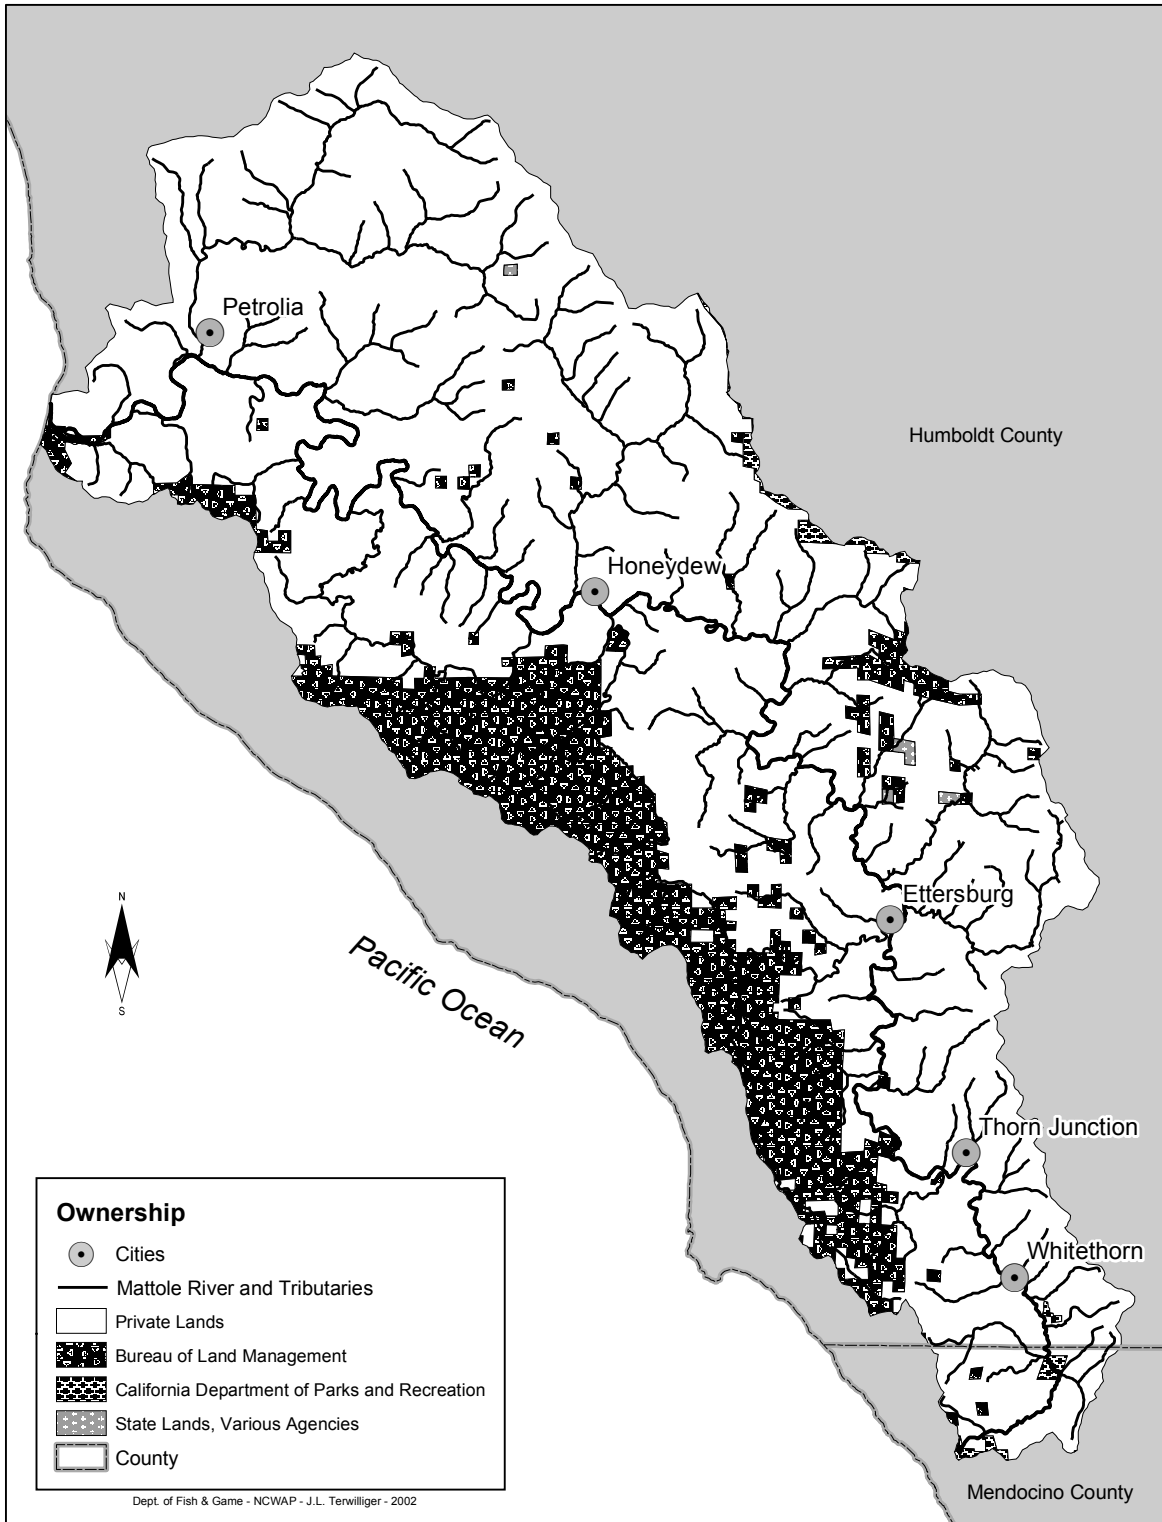 Petrolia
Humboldt County
Honeydew
Ettersburg
N
S
Pacific Ocean
Thorn Junction
Whitethorn
Ownership
Cities
Mattole River and Tributaries
Private Lands
Bureau of Land Management
California Department of Parks and Recreation
State Lands, Various Agencies
County
Mendocino County
Dept. of Fish & Game - NCWAP - J.L. Terwilliger - 2002